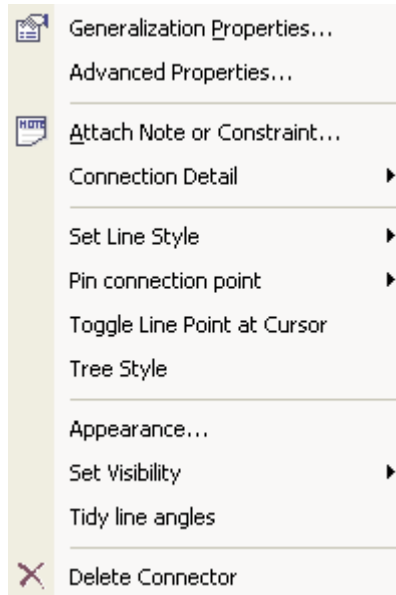 Generalization Properties...
Advanced Properties...
NOTE
Attach Note or Constraint...
Connection Detail
Set Line Style
Pin connection point
Toggle Line Point at Cursor
Tree Style
Appearance...
Set Visibility
Tidy line angles
Delete Connector